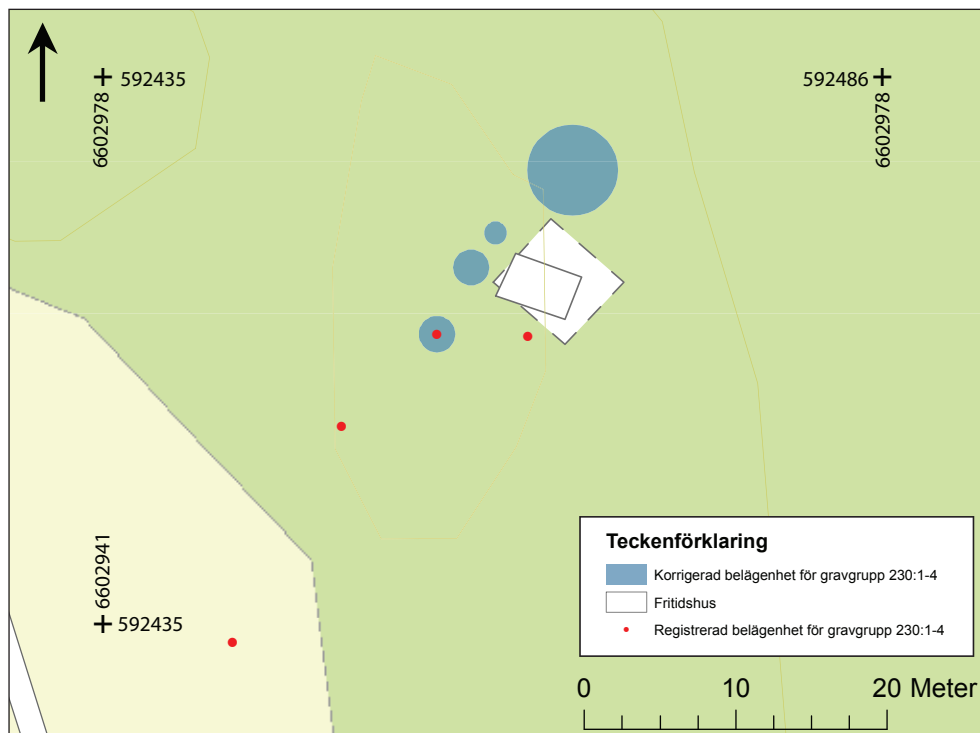 592435
6602978
592486
6602978
6602941
592435
Teckenförklaring
Korrigerad belägenhet för gravgrupp 230:1-4
Fritidshus
Registrerad belägenhet för gravgrupp 230:1-4
0 10 20 Meter